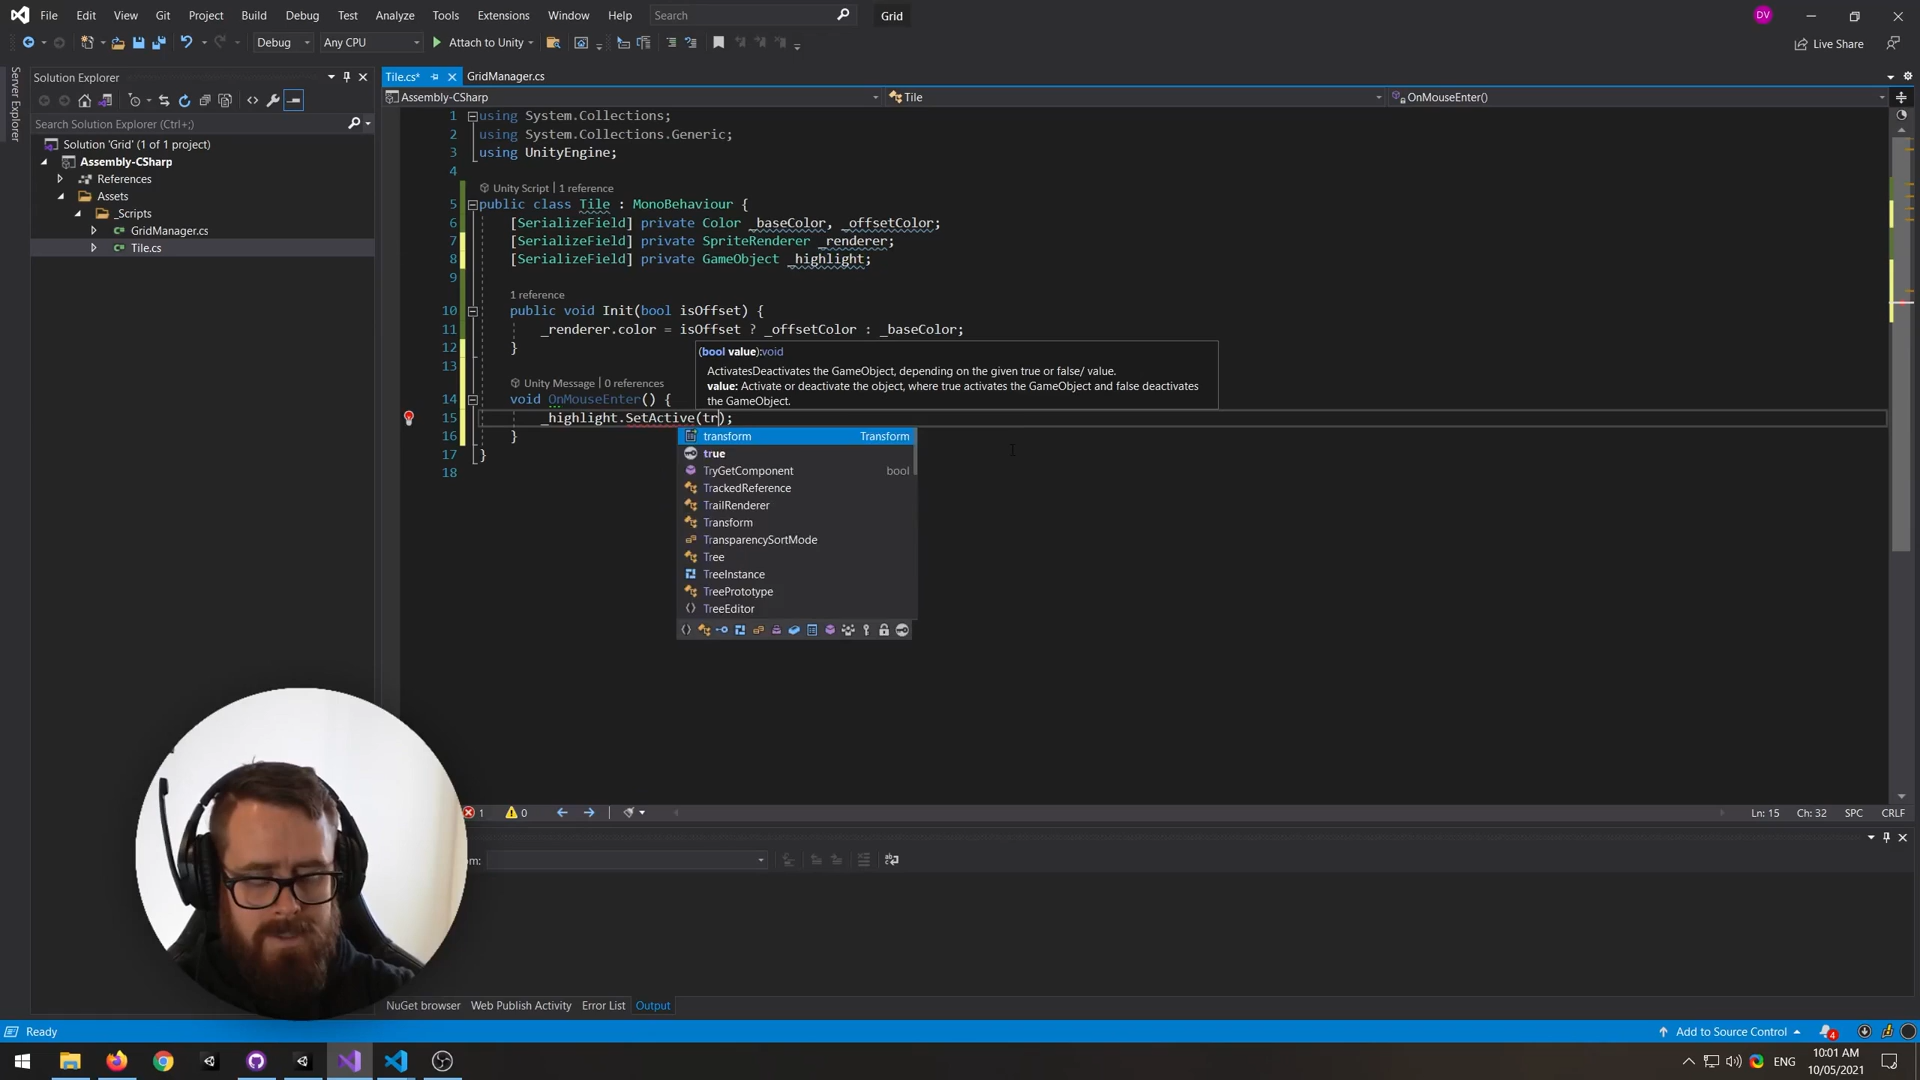 File Edit View Git Project Build Debug Test Analyze Tools Extensions Window Help Search Grid DV
Debug Any CPU Attach to Unity Live Share
Server Explorer
Solution Explorer
Search Solution Explorer (Ctrl+;)
Solution 'Grid' (1 of 1 project)
Assembly-CSharp
References
Assets
_Scripts
GridManager.cs
Tile.cs
Tile.cs* GridManager.cs
Assembly-CSharp Tile OnMouseEnter()
1 using System.Collections;
2 using System.Collections.Generic;
3 using UnityEngine;
4
Unity Script | 1 reference
5 public class Tile : MonoBehaviour {
6 [SerializeField] private Color _baseColor, _offsetColor;
7 [SerializeField] private SpriteRenderer _renderer;
8 [SerializeField] private GameObject _highlight;
9
1 reference
10 public void Init(bool isOffset) {
11 _renderer.color = isOffset ? _offsetColor : _baseColor;
12 }
13
(bool value):void
ActivatesDeactivates the GameObject, depending on the given true or false/ value.
value: Activate or deactivate the object, where true activates the GameObject and false deactivates
the GameObject.
Unity Message | 0 references
14 void OnMouseEnter() {
15 _highlight.SetActive(tr);
16 }
17 }
18
transform Transform
true
TryGetComponent bool
TrackedReference
TrailRenderer
Transform
TransparencySortMode
Tree
TreeInstance
TreePrototype
TreeEditor
1 0 Ln: 15 Ch: 32 SPC CRLF
m:
NuGet browser Web Publish Activity Error List Output
Ready Add to Source Control 4
ENG 10:01 AM
10/05/2021